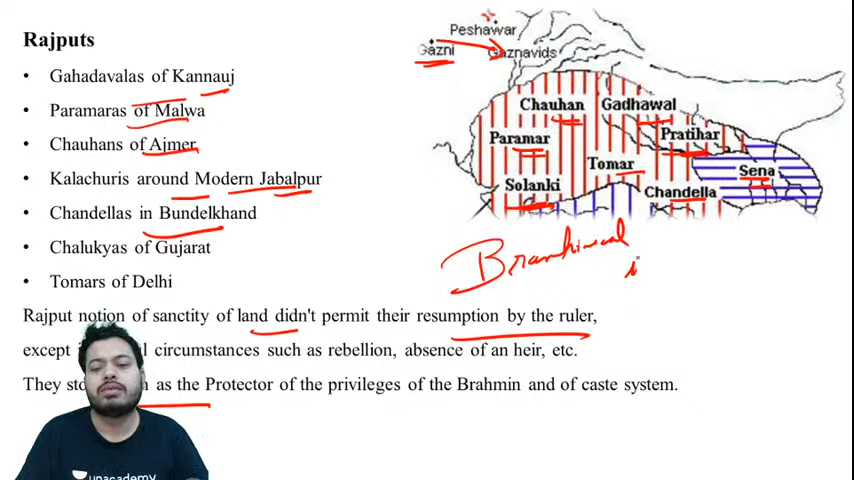 Rajputs
• Gahadavalas of Kannauj
• Paramaras of Malwa
• Chauhans of Ajmer
• Kalachuris around Modern Jabalpur
• Chandellas in Bundelkhand
• Chalukyas of Gujarat
• Tomars of Delhi
Rajput notion of sanctity of land didn't permit their resumption by the ruler,
except circumstances such as rebellion, absence of an heir, etc.
They as the Protector of the privileges of the Brahmin and of caste system.
Peshawar
Gazni
Gaznavids
Chauhan Gadhawal
Paramar Pratihar
Tomar
Solanki Chandella Sena
unacademy